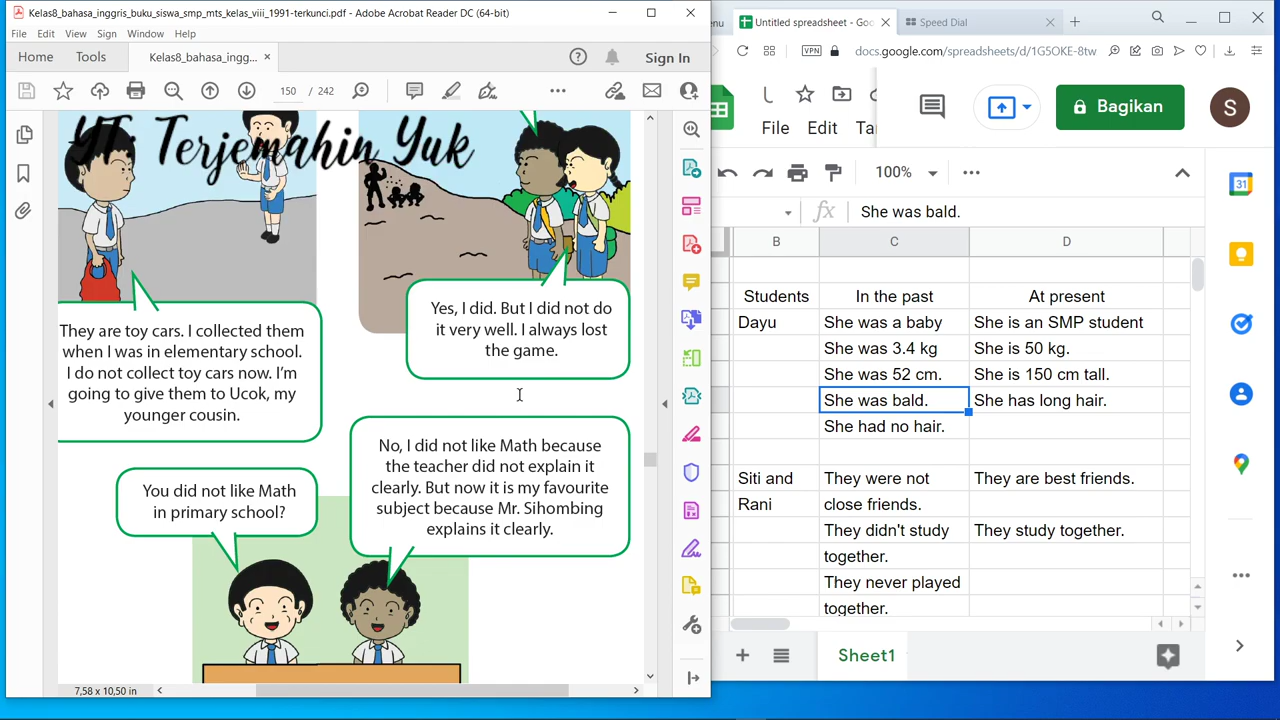 Kelas8_bahasa_inggris_buku_siswa_smp_mts_kelas_viii_1991-terkunci.pdf - Adobe Acrobat Reader DC (64-bit)
File Edit View Sign Window Help
Home Tools Kelas8_bahasa_ingg... × Sign In
150 / 242
YT: Terjemahin Yuk
Yes, I did. But I did not do
it very well. I always lost
the game.
They are toy cars. I collected them
when I was in elementary school.
I do not collect toy cars now. I'm
going to give them to Ucok, my
younger cousin.
No, I did not like Math because
the teacher did not explain it
clearly. But now it is my favourite
subject because Mr. Sihombing
explains it clearly.
You did not like Math
in primary school?
7,58 x 10,50 in
enu Untitled spreadsheet - Goo × Speed Dial
VPN docs.google.com/spreadsheets/d/1G5OKE-8tw
File Edit Ta
Bagikan S
100%
fx She was bald.
B C D
Students In the past At present
Dayu She was a baby She is an SMP student
She was 3.4 kg She is 50 kg.
She was 52 cm. She is 150 cm tall.
She was bald. She has long hair.
She had no hair.
Siti and They were not They are best friends.
Rani close friends.
They didn't study They study together.
together.
They never played
together.
Sheet1
31